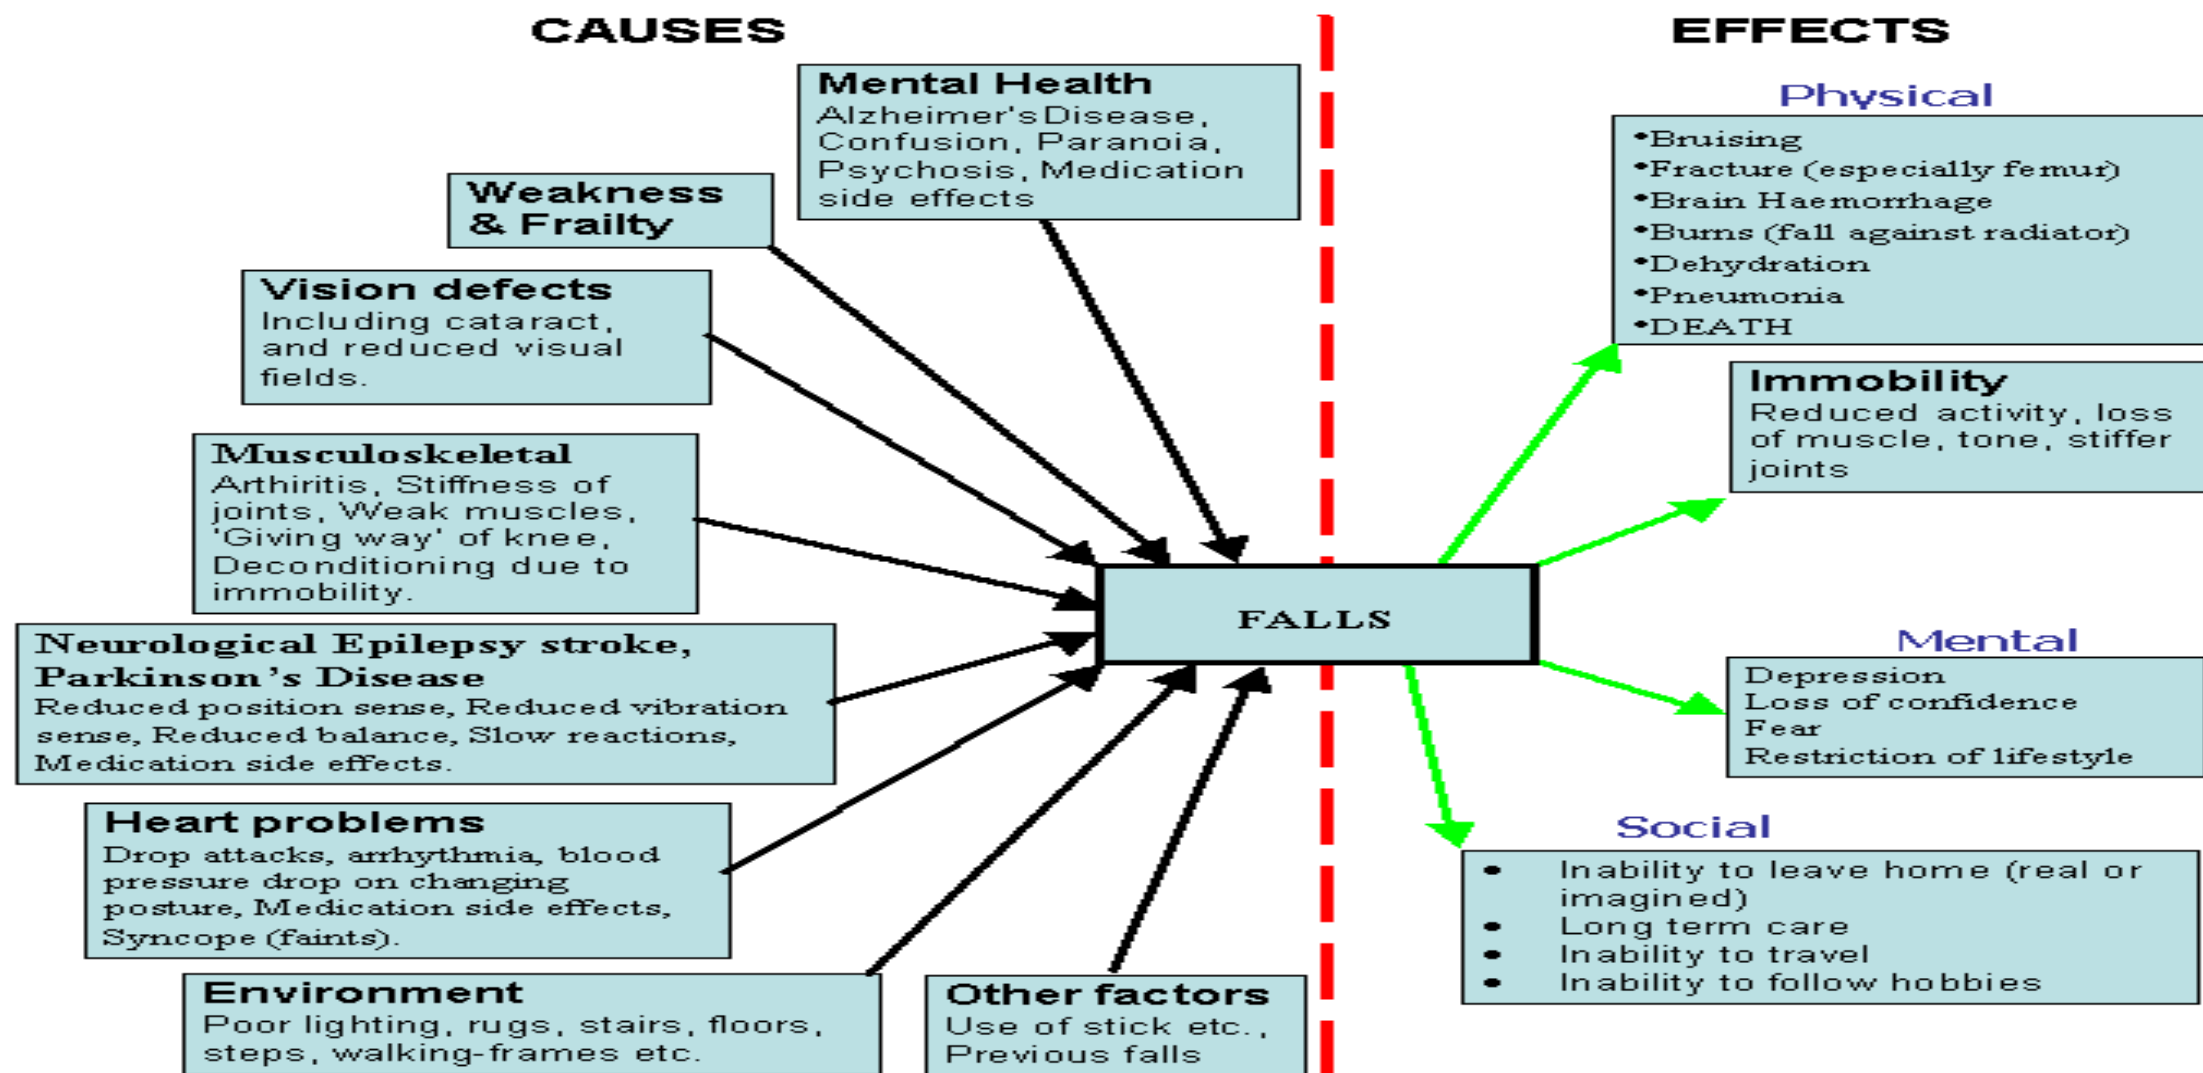 CAUSES
Mental Health
Alzheimer's Disease,
Confusion, Paranoia,
Psychosis, Medication
side effects
Weakness
& Frailty
Vision defects
Including cataract,
and reduced visual
fields.
Musculoskeletal
Arthiritis, Stiffness of
joints, Weak muscles,
'Giving way' of knee,
Deconditioning due to
immobility.
Neurological Epilepsy stroke,
Parkinson’s Disease
Reduced position sense, Reduced vibration
sense, Reduced balance, Slow reactions,
Medication side effects.
Heart problems
Drop attacks, arrhythmia, blood
pressure drop on changing
posture, Medication side effects,
Syncope (faints).
Environment
Poor lighting, rugs, stairs, floors,
steps, walking-frames etc.
Other factors
Use of stick etc.,
Previous falls
FALLS
EFFECTS
Physical
•Bruising
•Fracture (especially femur)
•Brain Haemorrhage
•Burns (fall against radiator)
•Dehydration
•Pneumonia
•DEATH
Immobility
Reduced activity, loss
of muscle, tone, stiffer
joints
Mental
Depression
Loss of confidence
Fear
Restriction of lifestyle
Social
• Inability to leave home (real or
imagined)
• Long term care
• Inability to travel
• Inability to follow hobbies